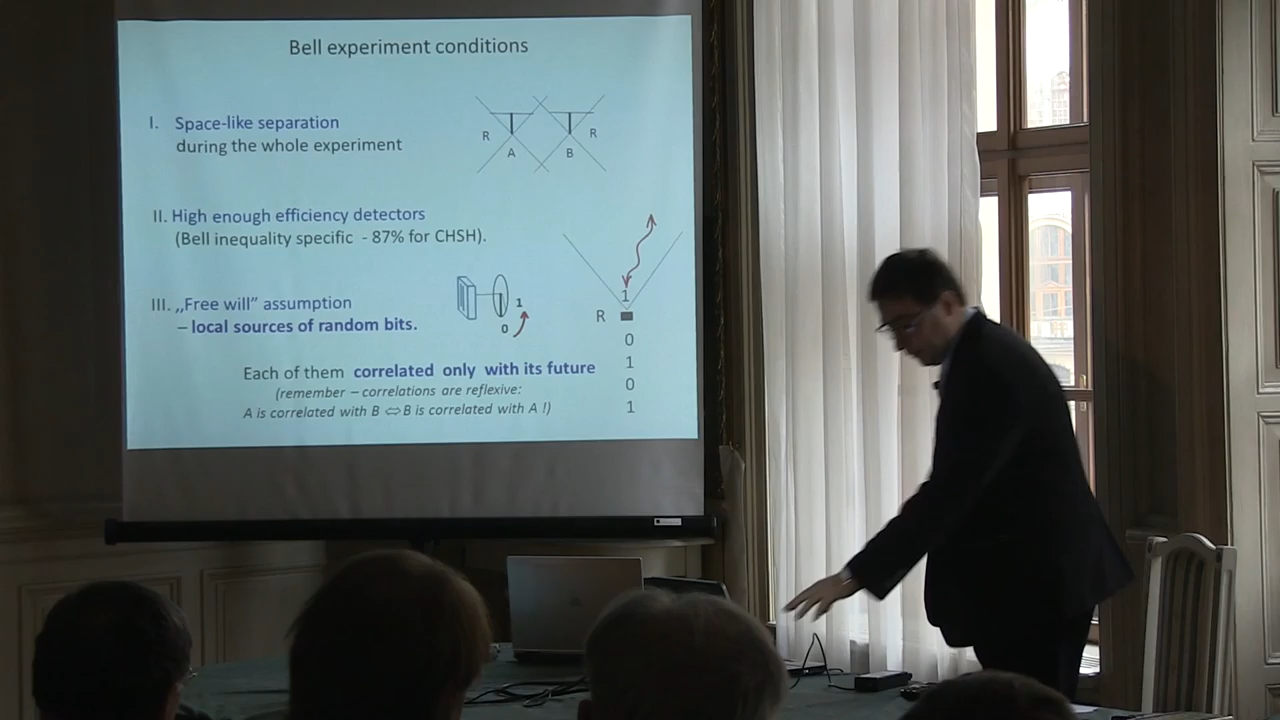 Bell experiment conditions
I. Space-like separation
during the whole experiment
R R
A B
II. High enough efficiency detectors
(Bell inequality specific - 87% for CHSH).
III. „Free will” assumption
– local sources of random bits.
1
0
Each of them correlated only with its future
(remember – correlations are reflexive:
A is correlated with B ⇔ B is correlated with A !)
1
R
0
1
0
1